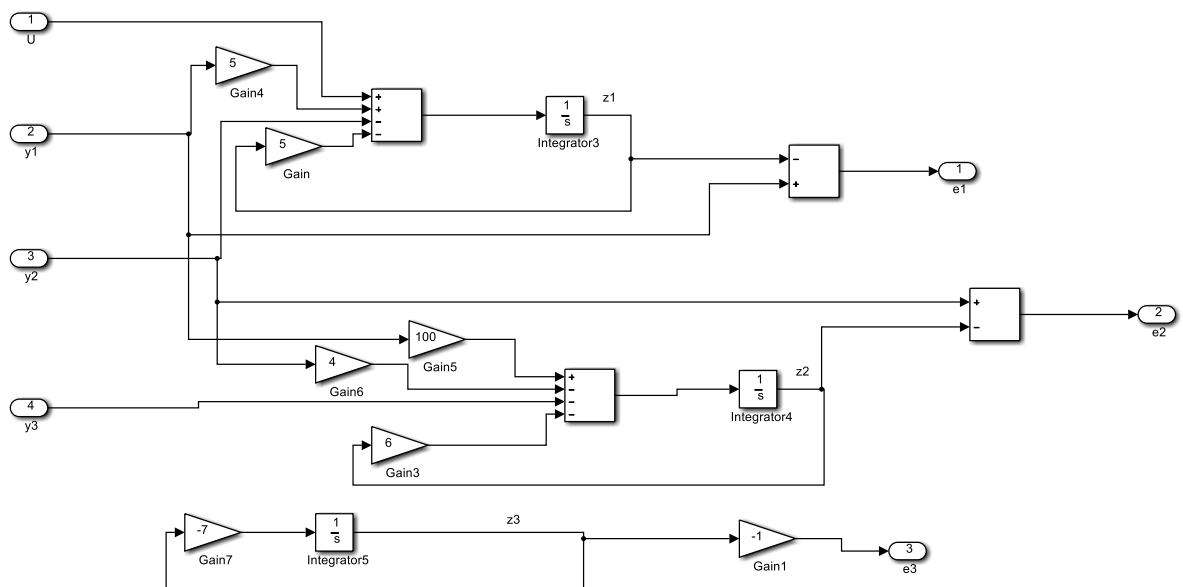 1
U
5
Gain4
+
+
−
−
1
s
Integrator3
z1
2
y1
5
Gain
−
+
1
e1
3
y2
+
−
2
e2
100
Gain5
4
Gain6
+
−
−
−
1
s
Integrator4
z2
4
y3
6
Gain3
-7
Gain7
1
s
Integrator5
z3
-1
Gain1
3
e3